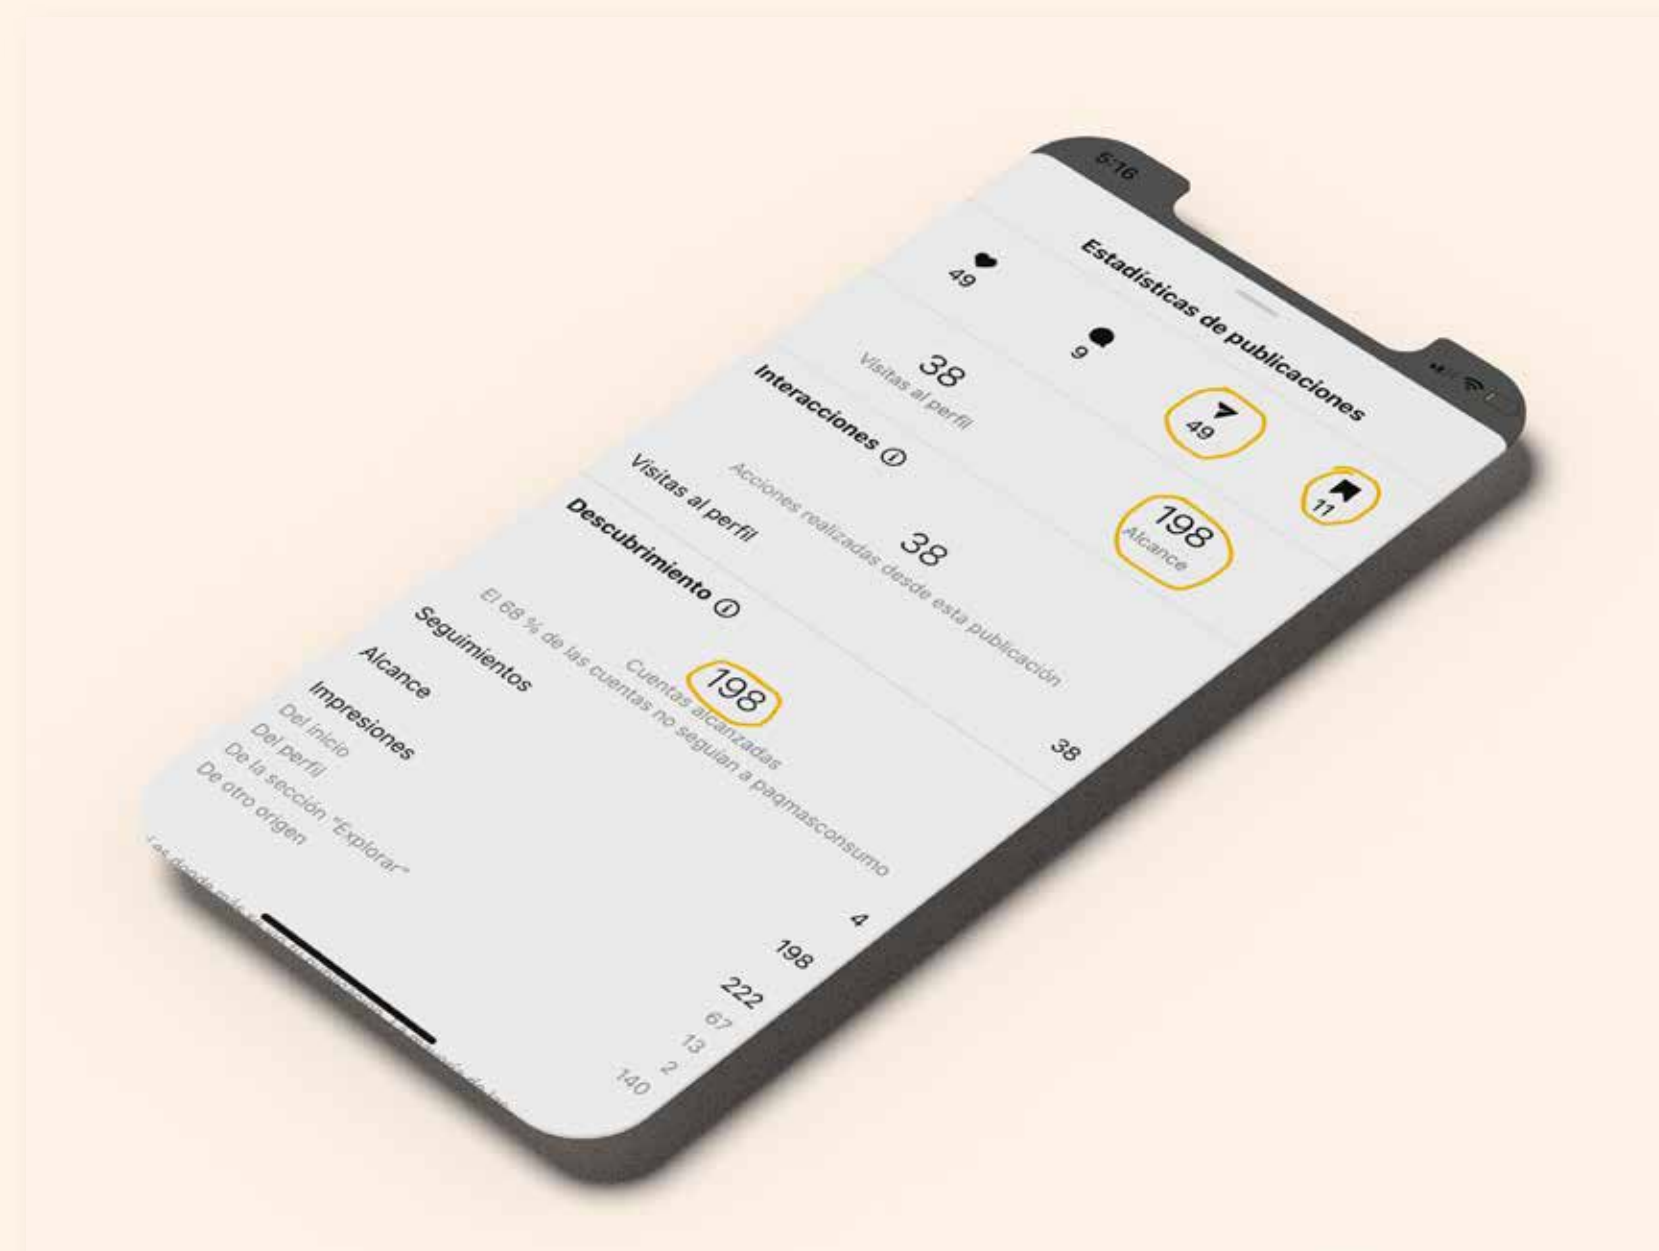 5:16
Estadísticas de publicaciones
49
9
49
11
38
Visitas al perfil
198
Alcance
Interacciones
38
Acciones realizadas desde esta publicación
Visitas al perfil
38
Descubrimiento
198
Cuentas alcanzadas
El 68 % de las cuentas no seguían a paqmasconsumo
Seguimientos
4
Alcance
198
Impresiones
222
Del inicio
67
Del perfil
13
De la sección "Explorar"
2
De otro origen
140